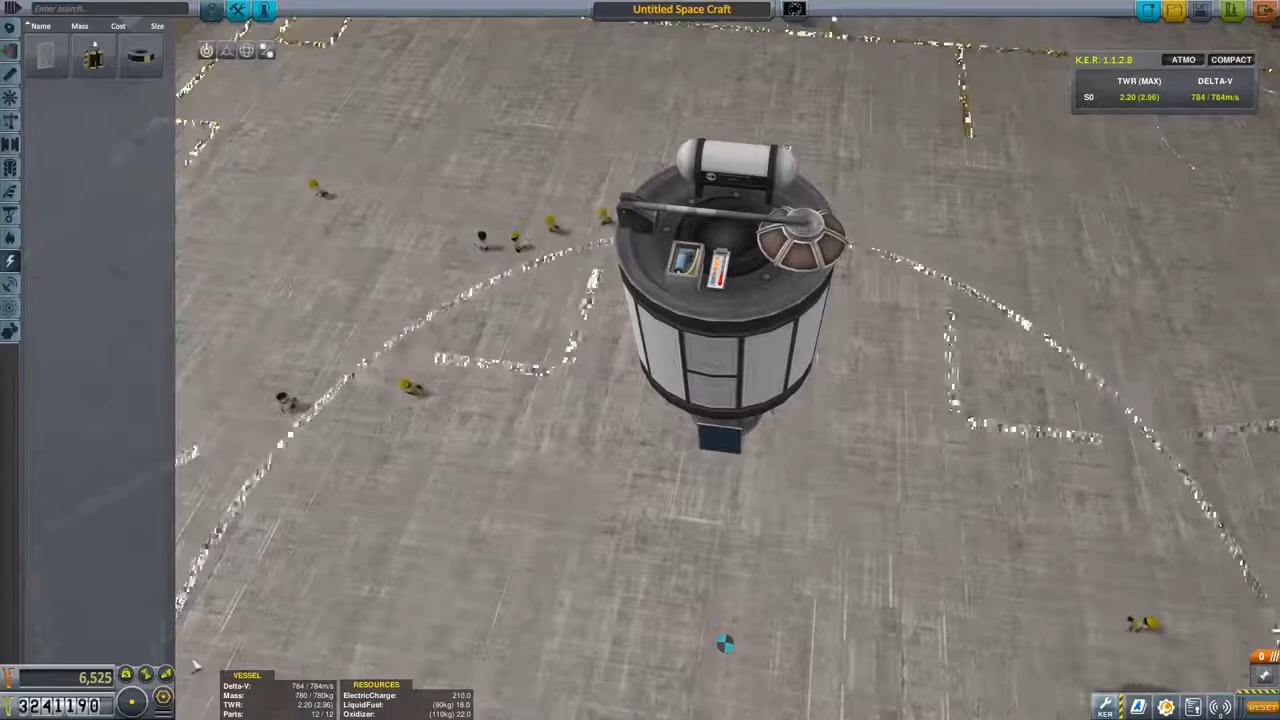 Enter search...
Untitled Space Craft
Name Mass Cost Size
K.E.R. 1.1.2.8 ATMO COMPACT
TWR (MAX) DELTA-V
S0 2.20 (2.96) 784 / 784m/s
6,525
3241190
VESSEL
Delta-V: 784 / 784m/s
Mass: 780 / 780kg
TWR: 2.20 (2.96)
Parts: 12 / 12
RESOURCES
ElectricCharge: 210.0
LiquidFuel: (90kg) 18.0
Oxidizer: (110kg) 22.0
0
KER
0
RESET